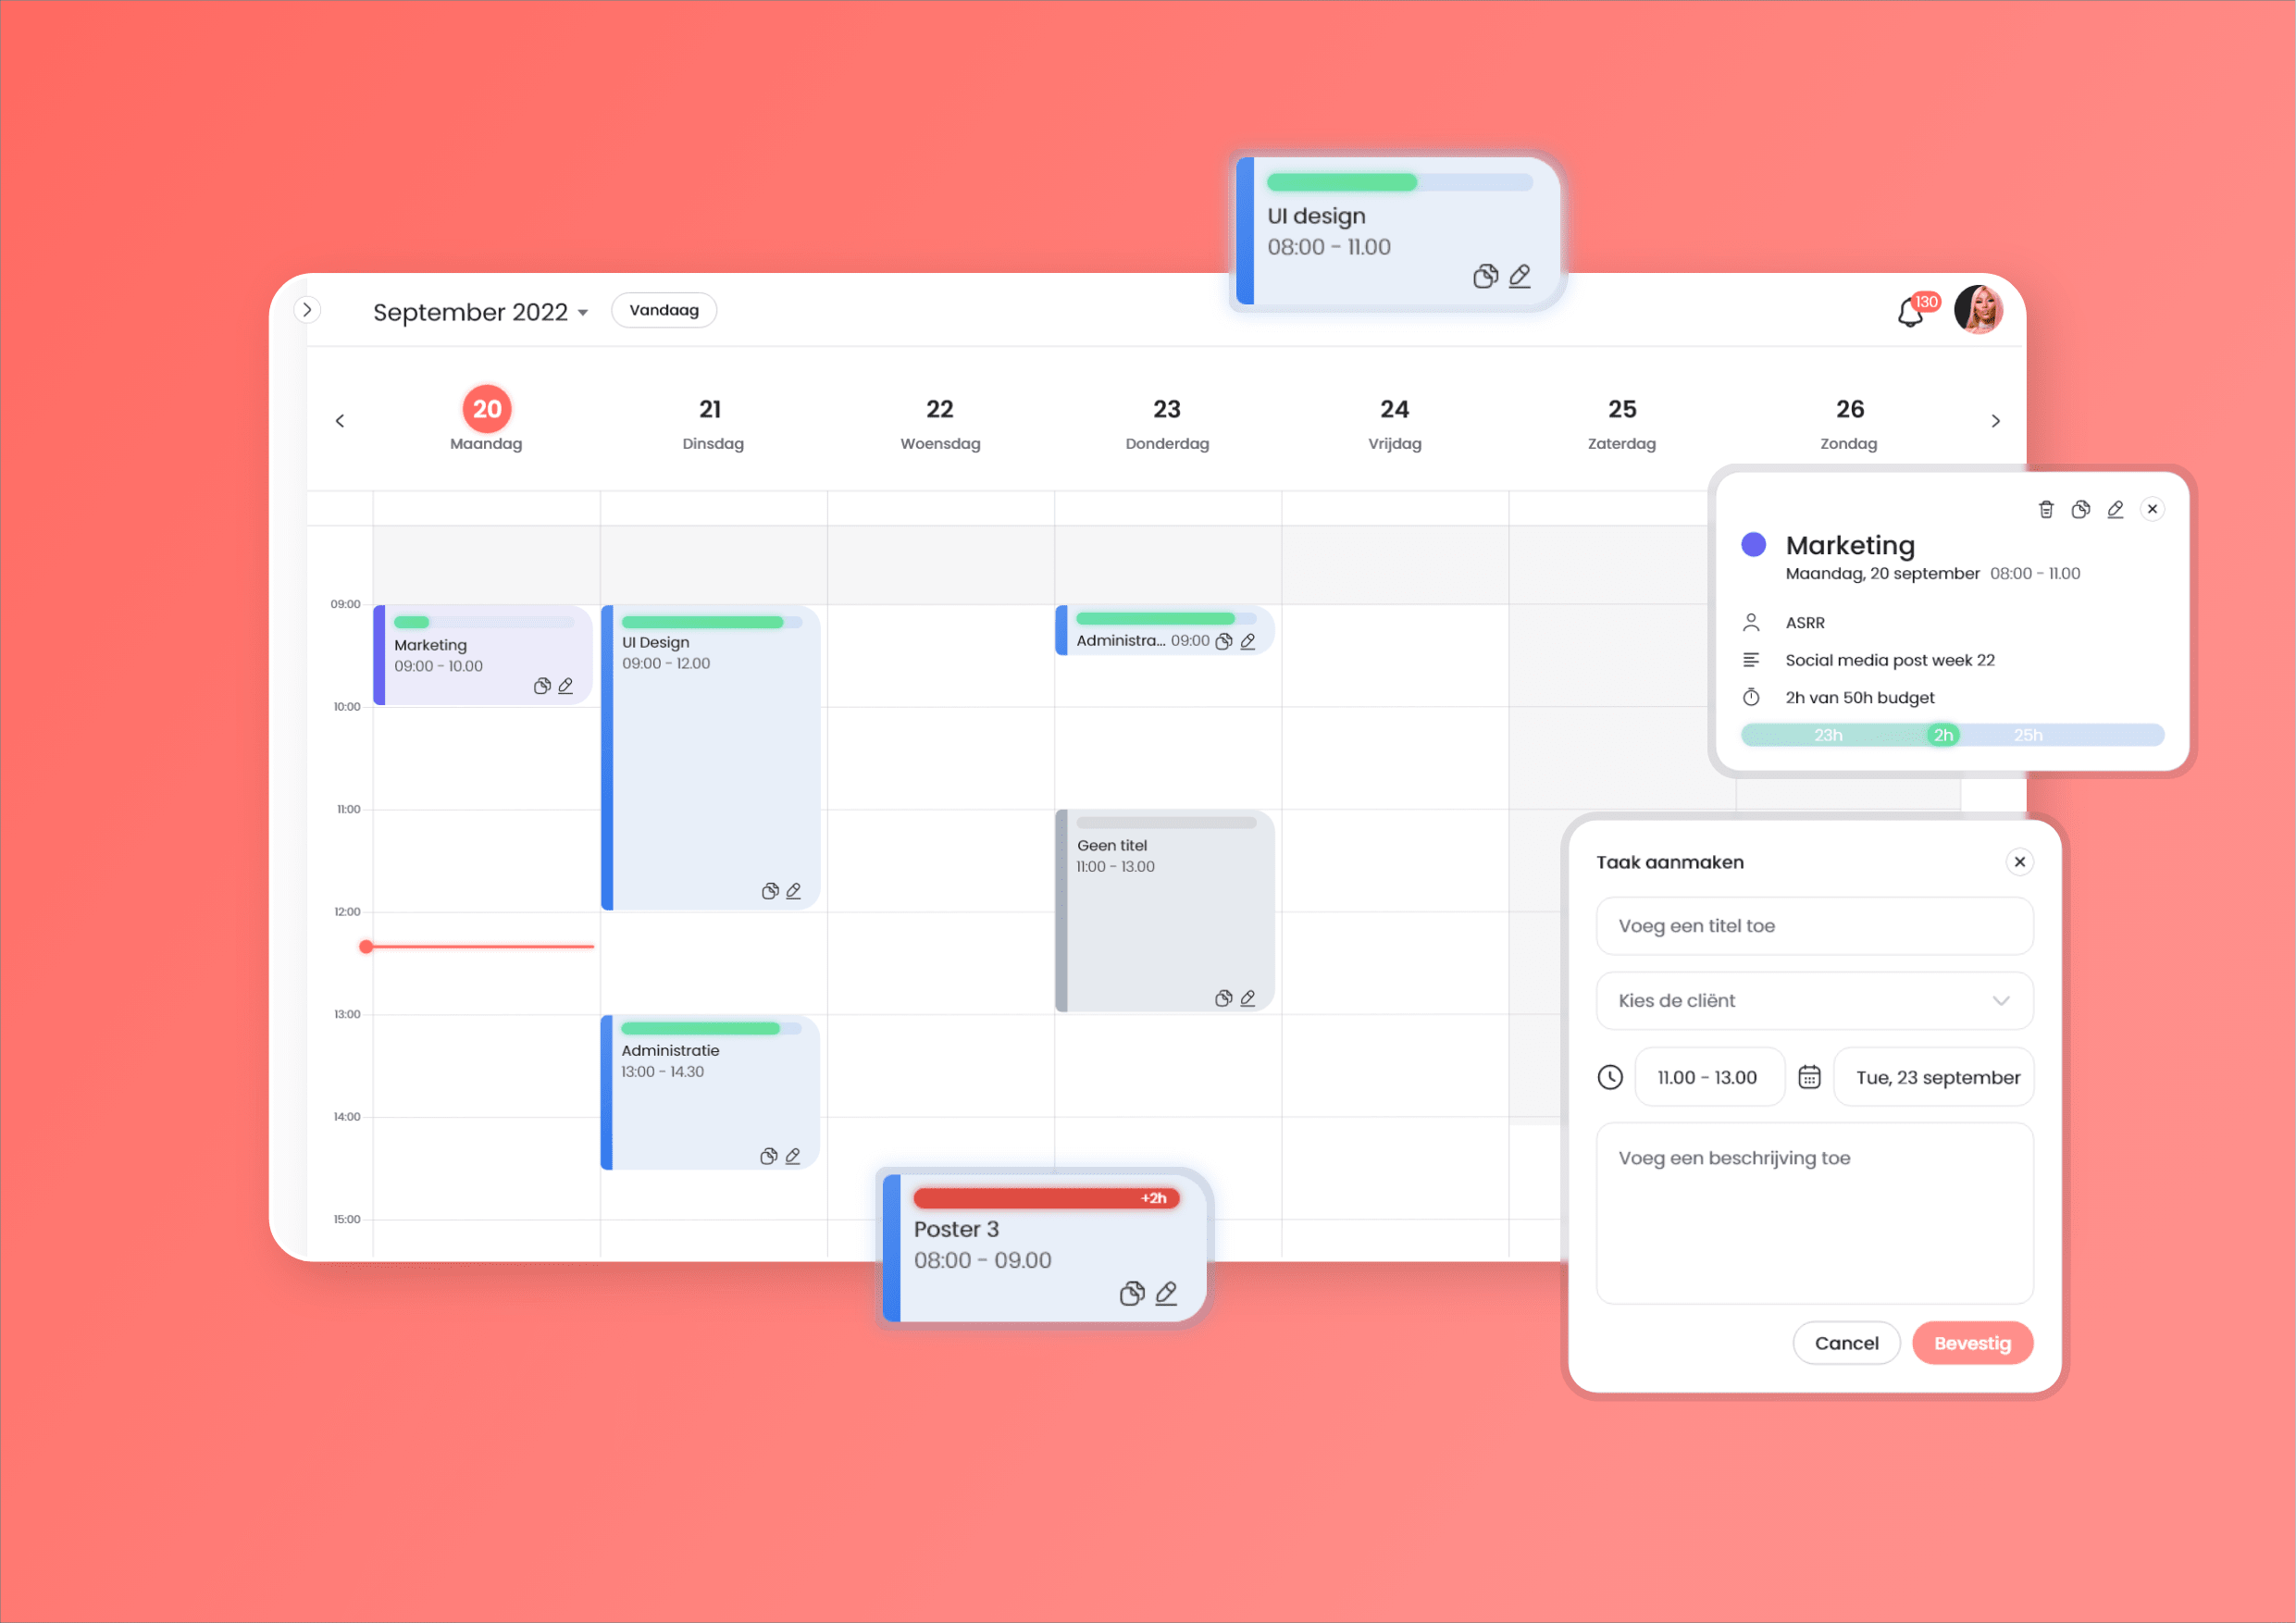 UI design
08:00 - 11.00
September 2022
Vandaag
130
20
21
22
23
24
25
26
Maandag
Dinsdag
Woensdag
Donderdag
Vrijdag
Zaterdag
Zondag
09:00
10:00
11:00
12:00
13:00
14:00
15:00
Marketing
09:00 - 10.00
UI Design
09:00 - 12.00
Administra... 09:00
Geen titel
11:00 - 13.00
Administratie
13:00 - 14.30
+2h
Poster 3
08:00 - 09.00
Marketing
Maandag, 20 september 08:00 - 11.00
ASRR
Social media post week 22
2h van 50h budget
23h 2h 25h
Taak aanmaken
Voeg een titel toe
Kies de cliënt
11.00 - 13.00 Tue, 23 september
Voeg een beschrijving toe
Cancel Bevestig